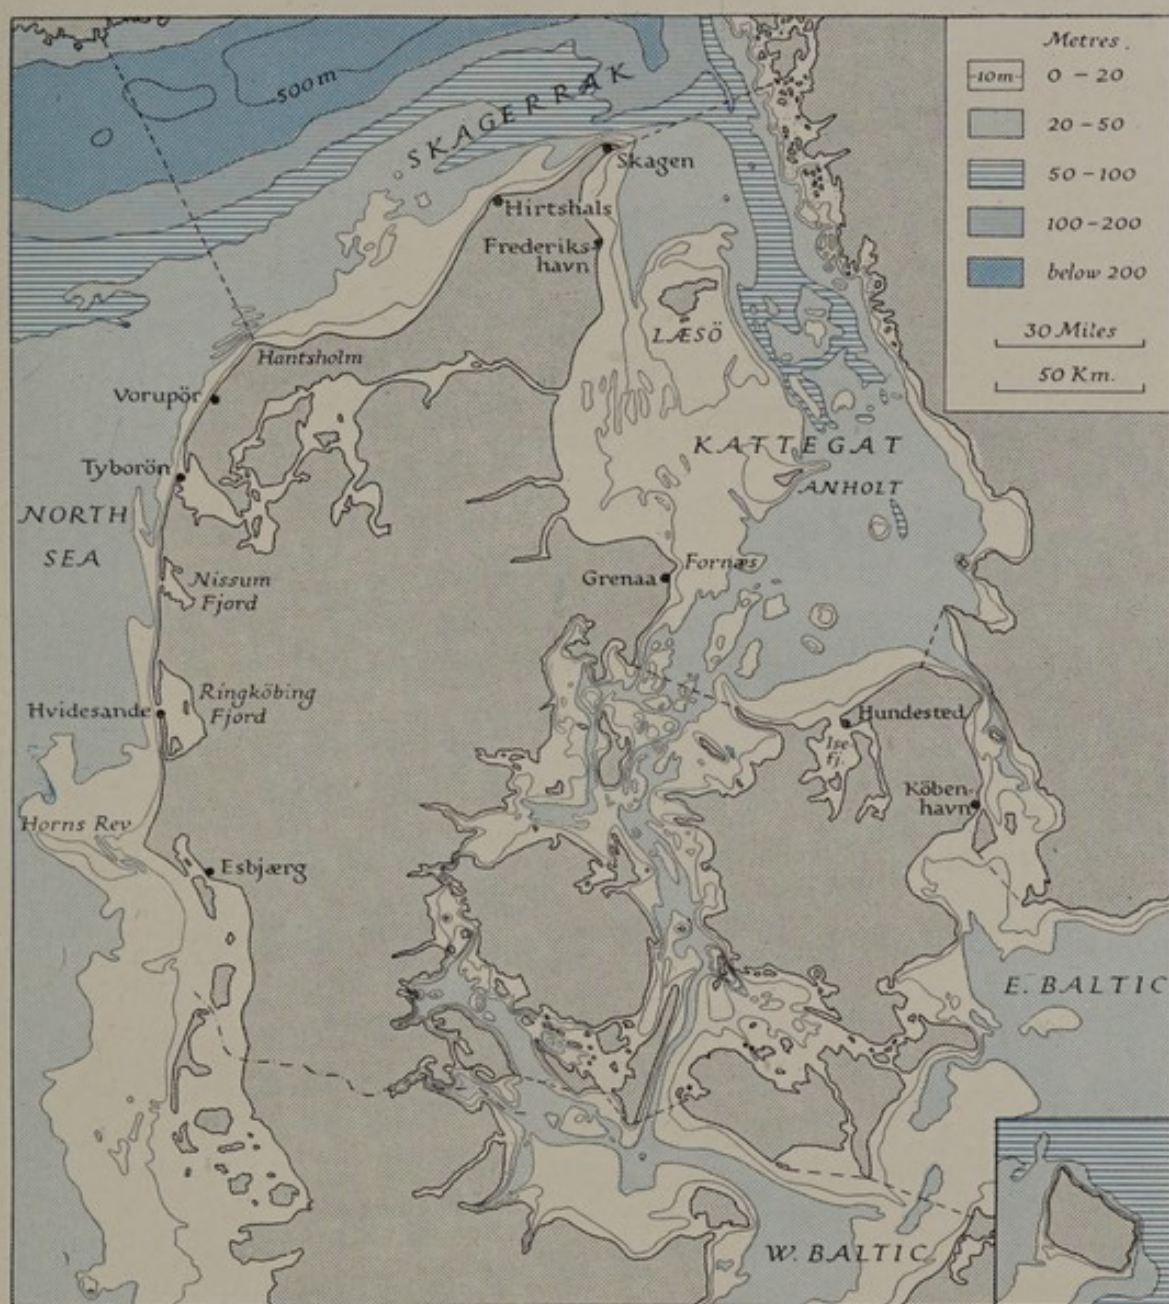 Metres.
10m 0 – 20
20 – 50
50 – 100
100 – 200
below 200
30 Miles
50 Km.
500m
SKAGERRAK
Skagen
Hirtshals
Frederiks-
havn
LÆSÖ
Hantsholm
Vorupör
Tyborön
KATTEGAT
ANHOLT
NORTH
SEA
Nissum
Fjord
Grenaa
Fornæs
Ringköbing
Fjord
Hvidesande
Hundested
Ise
fj.
Köben-
havn
Horns Rev
Esbjærg
E. BALTIC
W. BALTIC